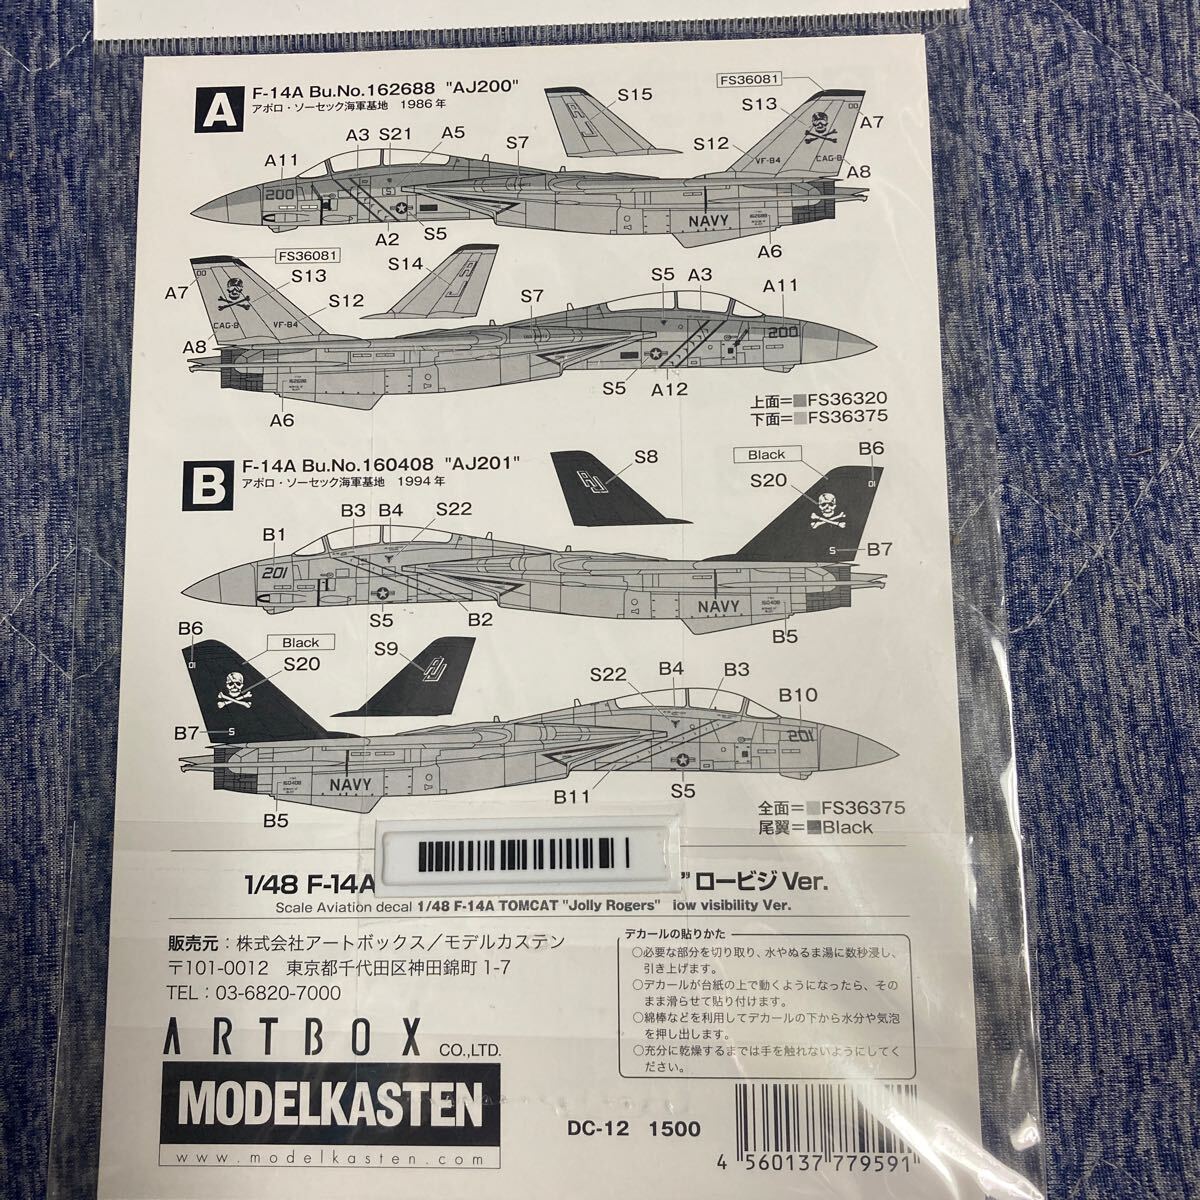 A
F-14A Bu.No.162688 "AJ200"
アポロ・ソーセック海軍基地 1986年
FS36081
S15
S13
A7
A3 S21 A5
S7
S12
A11
A8
200
VF-84
CAG-8
NAVY
A2
S5
A6
FS36081
S14
S13
A7
S12
S7
S5
A3
A11
CAG-8
VF-84
200
A8
S5
A12
A6
上面=FS36320
下面=FS36375
B
F-14A Bu.No.160408 "AJ201"
アポロ・ソーセック海軍基地 1994年
S8
Black
B6
S20
01
B3 B4 S22
B1
S
B7
201
NAVY
160408
S5
B2
B5
B6
Black
S20
S9
01
S22
B4
B3
B10
B7
S
201
NAVY
160408
B11
S5
B5
全面=FS36375
尾翼=Black
1/48 F-14A
” ロービジ Ver.
Scale Aviation decal 1/48 F-14A TOMCAT "Jolly Rogers" iow visibility Ver.
販売元：株式会社アートボックス／モデルカステン
〒101-0012 東京都千代田区神田錦町 1-7
TEL：03-6820-7000
ARTBOX CO.,LTD.
MODELKASTEN
www.modelkasten.com
デカールの貼りかた
○必要な部分を切り取り、水やぬるま湯に数秒浸し、
引き上げます。
○デカールが台紙の上で動くようになったら、その
まま滑らせて貼り付けます。
○綿棒などを利用してデカールの下から水分や気泡
を押し出します。
○充分に乾燥するまでは手を触れないようにしてく
ださい。
DC-12 1500
4 560137 779591